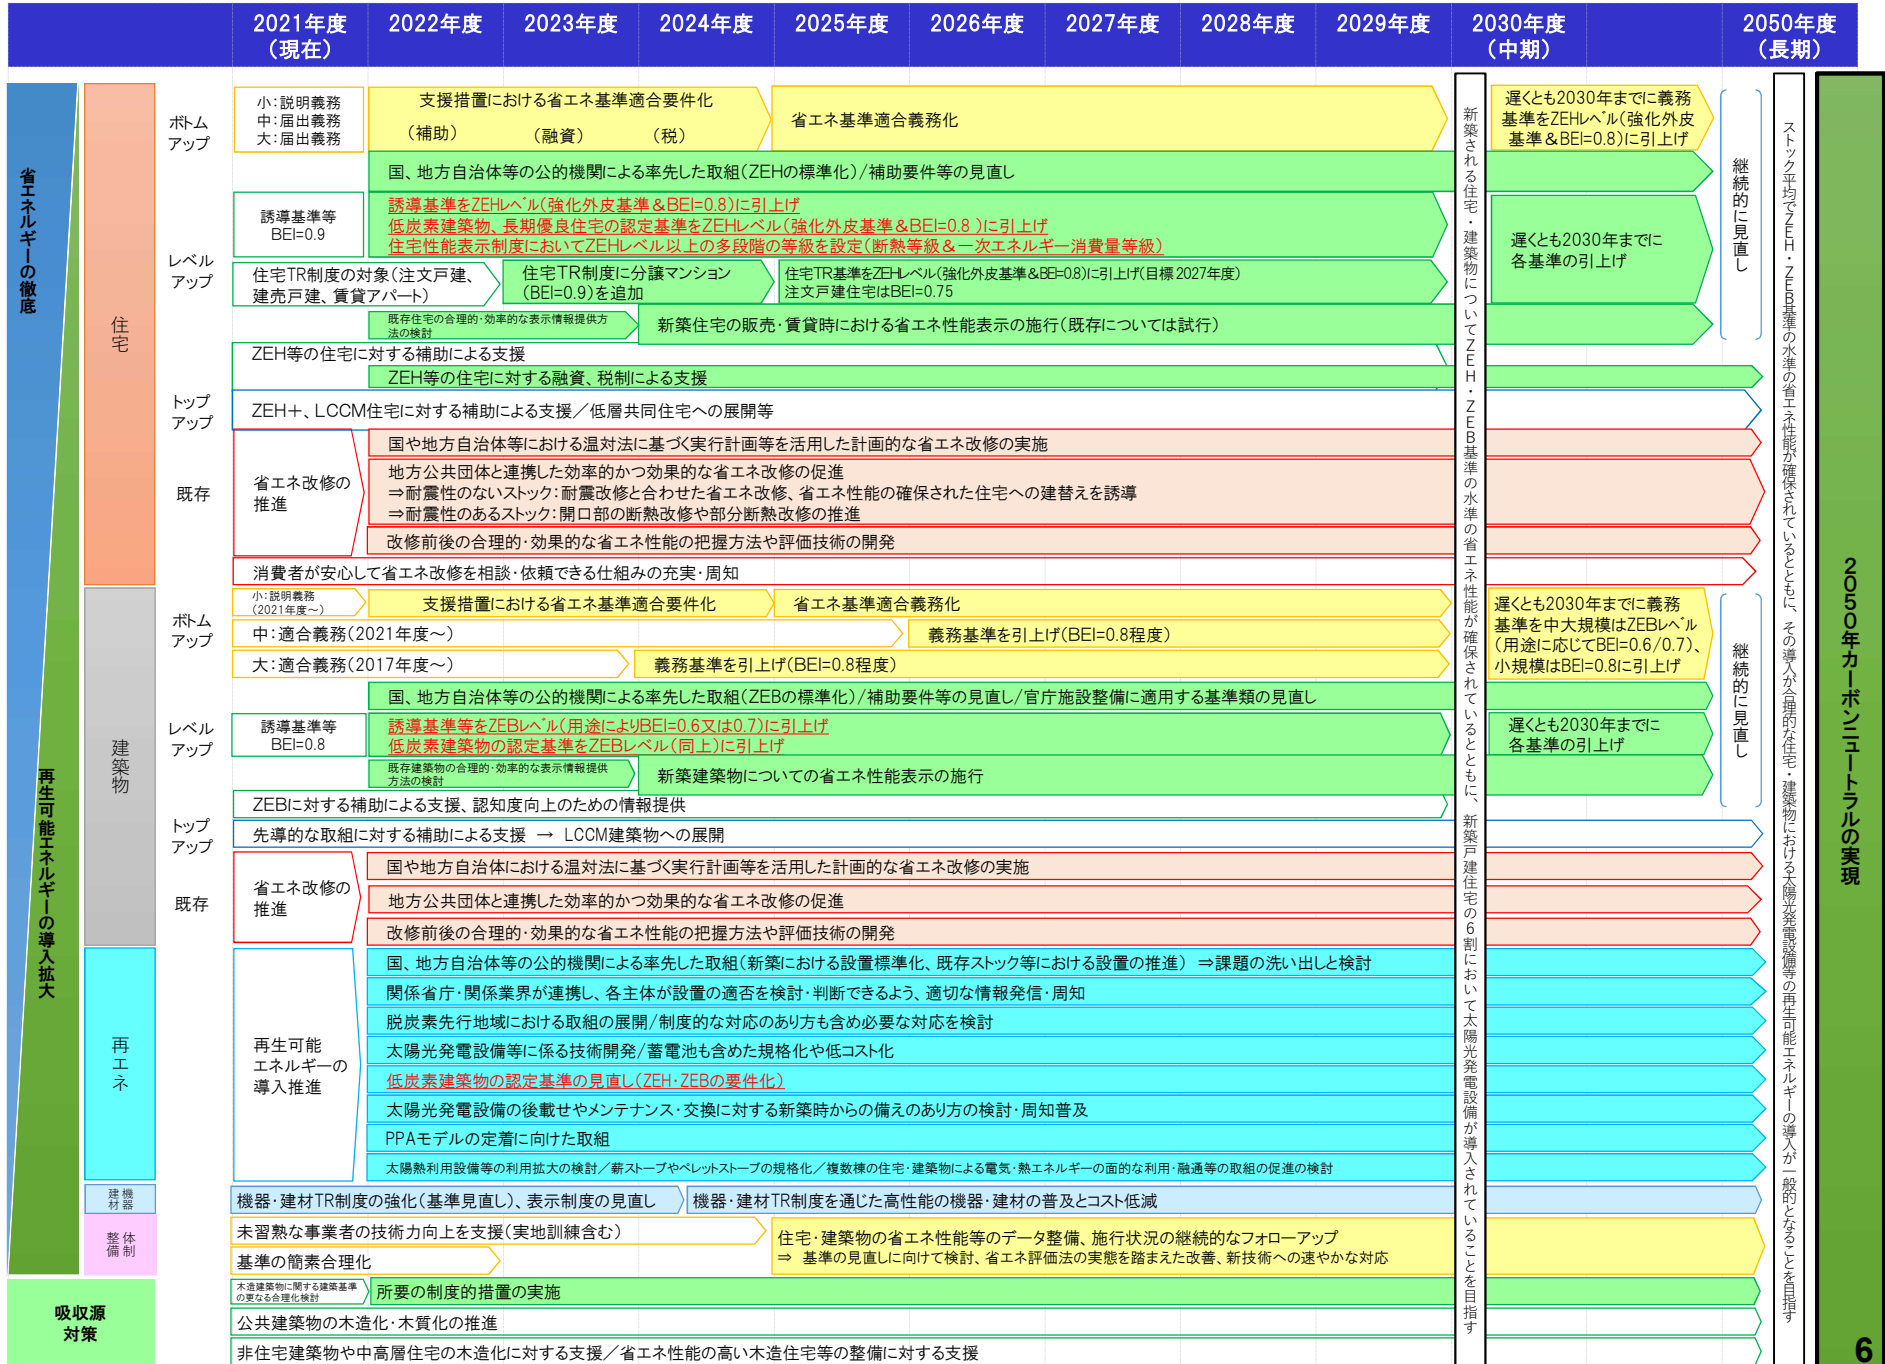 2021年度
（現在）
2022年度
2023年度
2024年度
2025年度
2026年度
2027年度
2028年度
2029年度
2030年度
（中期）
2050年度
（長期）
省エネルギーの徹底
再生可能エネルギーの導入拡大
住宅
ボトム
アップ
小：説明義務
中：届出義務
大：届出義務
支援措置における省エネ基準適合要件化
（補助）
（融資）
（税）
省エネ基準適合義務化
遅くとも2030年までに義務
基準をZEHレベル（強化外皮
基準＆BEI=0.8）に引上げ
国、地方自治体等の公的機関による率先した取組（ZEHの標準化）/補助要件等の見直し
レベル
アップ
誘導基準等
BEI=0.9
誘導基準をZEHレベル（強化外皮基準＆BEI=0.8）に引上げ
低炭素建築物、長期優良住宅の認定基準をZEHレベル（強化外皮基準＆BEI=0.8 ）に引上げ
住宅性能表示制度においてZEHレベル以上の多段階の等級を設定（断熱等級＆一次エネルギー消費量等級）
遅くとも2030年までに
各基準の引上げ
住宅TR制度の対象（注文戸建、
建売戸建、賃貸アパート）
住宅TR制度に分譲マンション
（BEI=0.9）を追加
住宅TR基準をZEHレベル（強化外皮基準＆BEI=0.8）に引上げ（目標2027年度）
注文戸建住宅はBEI=0.75
既存住宅の合理的・効率的な表示情報提供方
法の検討
新築住宅の販売・賃貸時における省エネ性能表示の施行（既存については試行）
継続的に見直し
トップ
アップ
ZEH等の住宅に対する補助による支援
ZEH等の住宅に対する融資、税制による支援
ZEH＋、LCCM住宅に対する補助による支援／低層共同住宅への展開等
既存
省エネ改修の
推進
国や地方自治体等における温対法に基づく実行計画等を活用した計画的な省エネ改修の実施
地方公共団体と連携した効率的かつ効果的な省エネ改修の促進
⇒耐震性のないストック：耐震改修と合わせた省エネ改修、省エネ性能の確保された住宅への建替えを誘導
⇒耐震性のあるストック：開口部の断熱改修や部分断熱改修の推進
改修前後の合理的・効果的な省エネ性能の把握方法や評価技術の開発
消費者が安心して省エネ改修を相談・依頼できる仕組みの充実・周知
建築物
ボトム
アップ
小：説明義務
（2021年度～）
支援措置における省エネ基準適合要件化
省エネ基準適合義務化
中：適合義務（2021年度～）
義務基準を引上げ（BEI=0.8程度）
大：適合義務（2017年度～）
義務基準を引上げ（BEI=0.8程度）
遅くとも2030年までに義務
基準を中大規模はZEBレベル
（用途に応じてBEI=0.6/0.7）、
小規模はBEI=0.8に引上げ
国、地方自治体等の公的機関による率先した取組（ZEBの標準化）/補助要件等の見直し/官庁施設整備に適用する基準類の見直し
レベル
アップ
誘導基準等
BEI=0.8
誘導基準等をZEBレベル（用途によりBEI=0.6又は0.7）に引上げ
低炭素建築物の認定基準をZEBレベル（同上）に引上げ
遅くとも2030年までに
各基準の引上げ
既存建築物の合理的・効率的な表示情報提供
方法の検討
新築建築物についての省エネ性能表示の施行
継続的に見直し
トップ
アップ
ZEBに対する補助による支援、認知度向上のための情報提供
先導的な取組に対する補助による支援 → LCCM建築物への展開
既存
省エネ改修の
推進
国や地方自治体における温対法に基づく実行計画等を活用した計画的な省エネ改修の実施
地方公共団体と連携した効率的かつ効果的な省エネ改修の促進
改修前後の合理的・効果的な省エネ性能の把握方法や評価技術の開発
再エネ
再生可能
エネルギーの
導入推進
国、地方自治体等の公的機関による率先した取組（新築における設置標準化、既存ストック等における設置の推進） ⇒課題の洗い出しと検討
関係省庁・関係業界が連携し、各主体が設置の適否を検討・判断できるよう、適切な情報発信・周知
脱炭素先行地域における取組の展開/制度的な対応のあり方も含め必要な対応を検討
太陽光発電設備等に係る技術開発/蓄電池も含めた規格化や低コスト化
低炭素建築物の認定基準の見直し（ZEH・ZEBの要件化）
太陽光発電設備の後載せやメンテナンス・交換に対する新築時からの備えのあり方の検討・周知普及
PPAモデルの定着に向けた取組
太陽熱利用設備等の利用拡大の検討／薪ストーブやペレットストーブの規格化／複数棟の住宅・建築物による電気・熱エネルギーの面的な利用・融通等の取組の促進の検討
機器
建材
機器・建材TR制度の強化（基準見直し）、表示制度の見直し
機器・建材TR制度を通じた高性能の機器・建材の普及とコスト低減
体制
整備
未習熟な事業者の技術力向上を支援（実地訓練含む）
基準の簡素合理化
住宅・建築物の省エネ性能等のデータ整備、施行状況の継続的なフォローアップ
⇒ 基準の見直しに向けて検討、省エネ評価法の実態を踏まえた改善、新技術への速やかな対応
吸収源
対策
木造建築物に関する建築基準
の更なる合理化検討
所要の制度的措置の実施
公共建築物の木造化・木質化の推進
非住宅建築物や中高層住宅の木造化に対する支援／省エネ性能の高い木造住宅等の整備に対する支援
新築される住宅・建築物についてZEH・ZEB基準の水準の省エネ性能が確保されているとともに、新築戸建住宅の6割において太陽光発電設備が導入されていることを目指す
ストック平均でZEH・ZEB基準の水準の省エネ性能が確保されているとともに、その導入が合理的な住宅・建築物における太陽光発電設備等の再生可能エネルギーの導入が一般的となることを目指す
2050年カーボンニュートラルの実現
6